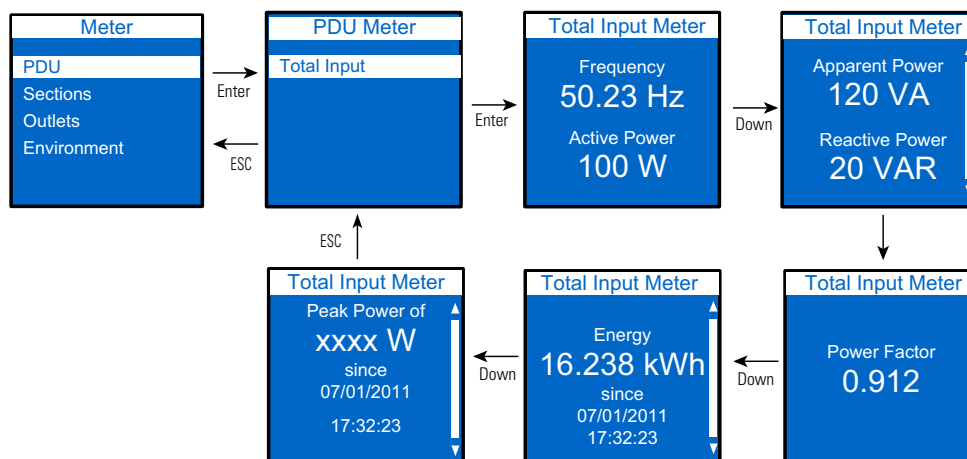 Meter
PDU
Sections
Outlets
Environment
Enter
ESC
PDU Meter
Total Input
Enter
Total Input Meter
Frequency
50.23 Hz
Active Power
100 W
Down
Total Input Meter
Apparent Power
120 VA
Reactive Power
20 VAR
Total Input Meter
Power Factor
0.912
Down
Total Input Meter
Energy
16.238 kWh
since
07/01/2011
17:32:23
Down
Total Input Meter
Peak Power of
xxxx W
since
07/01/2011
17:32:23
ESC